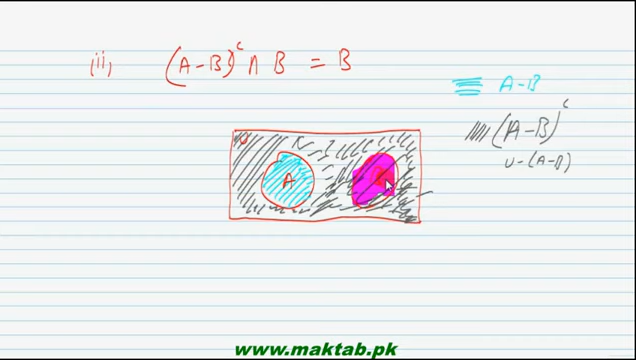 (ii) (A-B)ᶜ ∩ B = B
A-B
(A-B)ᶜ
U-(A-B)
U
A
www.maktab.pk